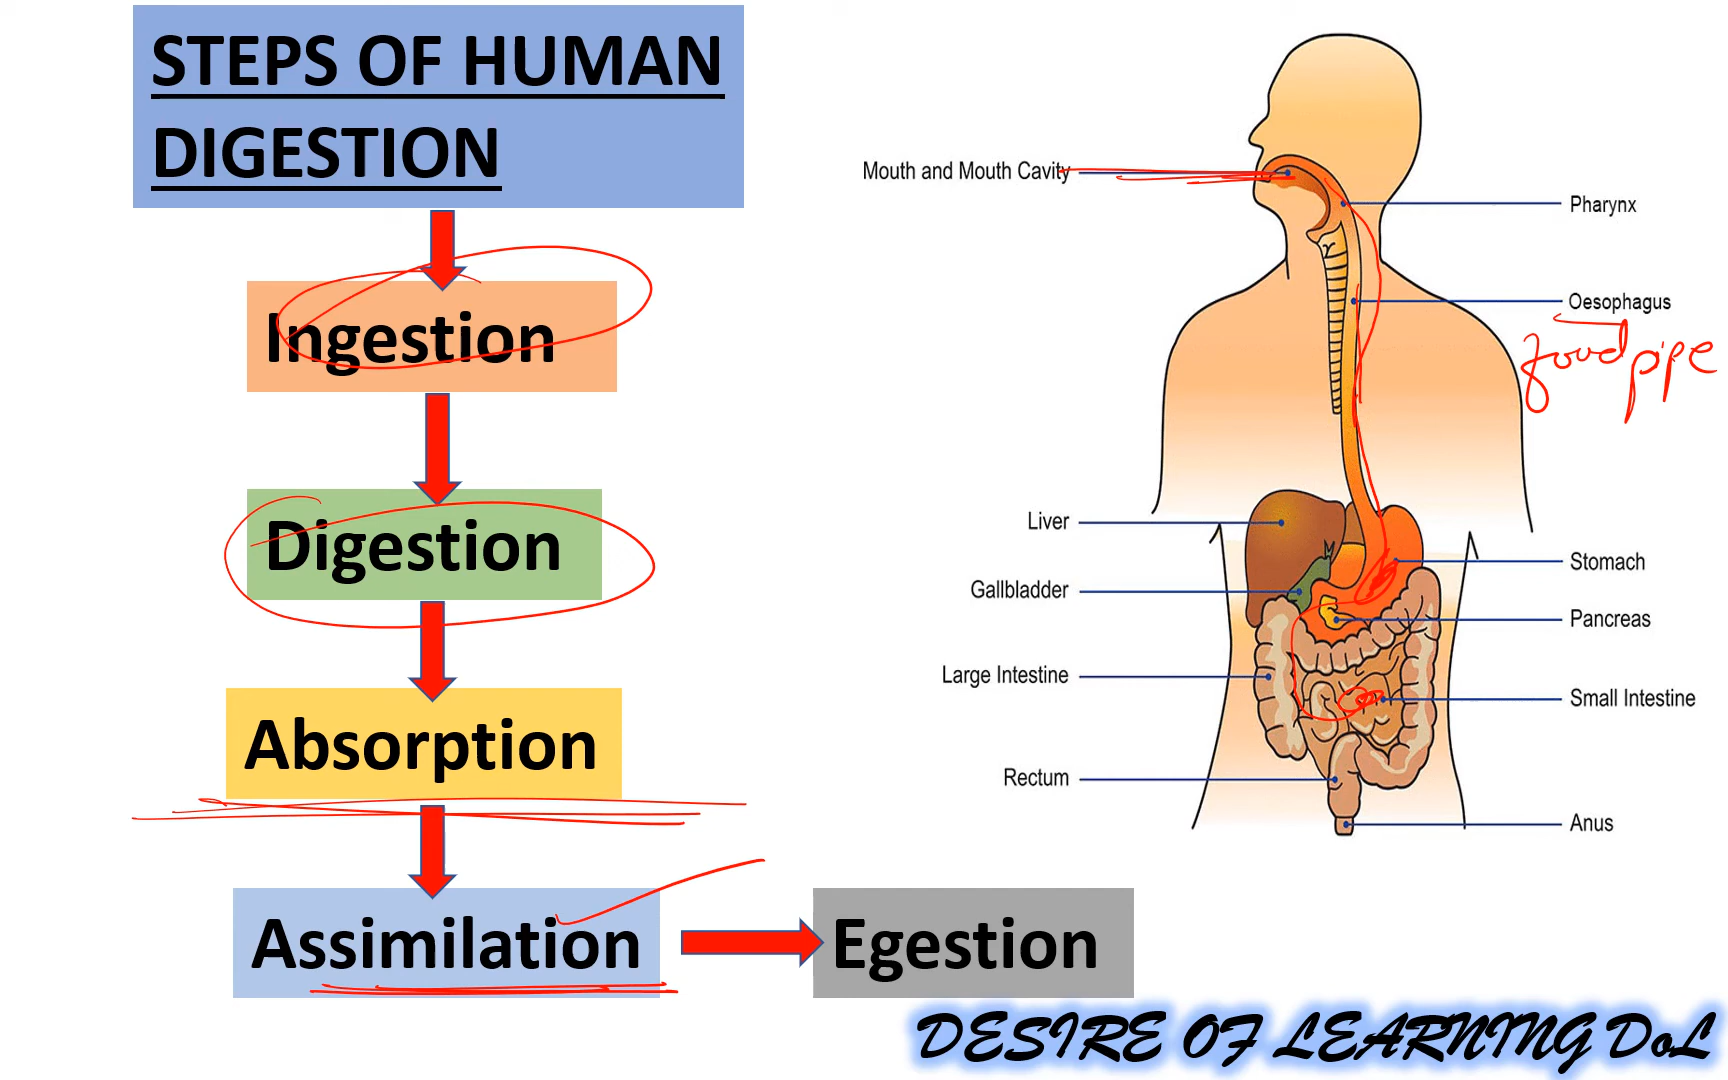 STEPS OF HUMAN
DIGESTION
Ingestion
Digestion
Absorption
Assimilation
Egestion
Mouth and Mouth Cavity
Pharynx
Oesophagus
food pipe
Liver
Stomach
Gallbladder
Pancreas
Large Intestine
Small Intestine
Rectum
Anus
DESIRE OF LEARNING DoL